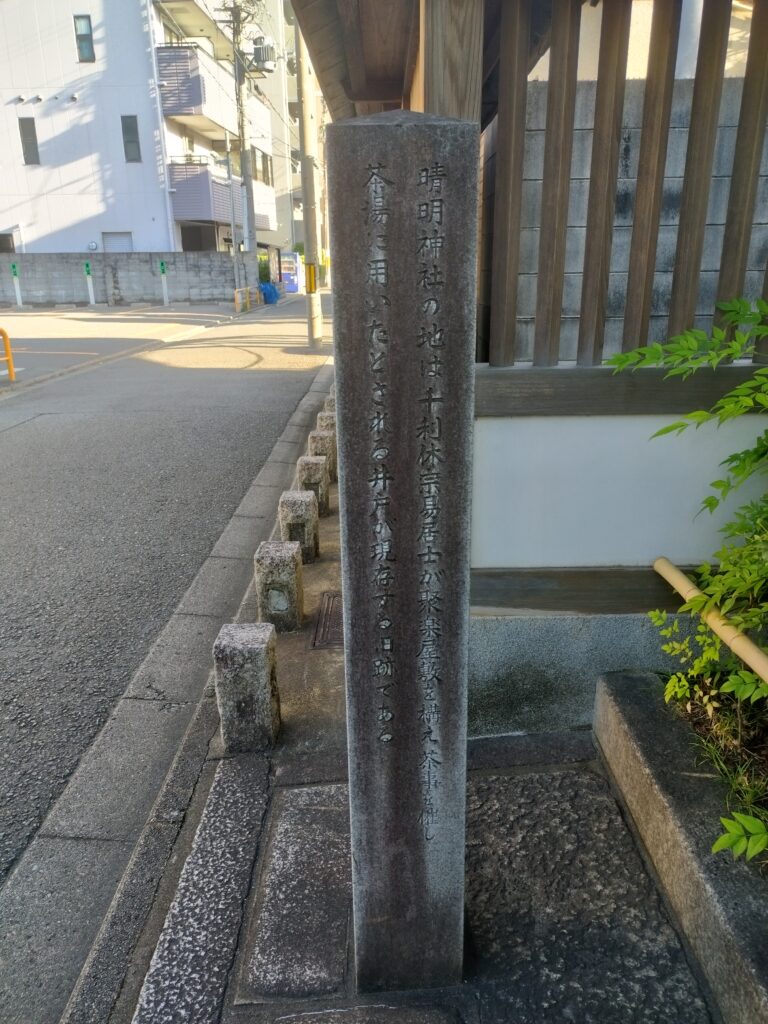 晴明神社の地は千利休宗易居士が聚楽屋敷を構え茶事を催し
茶湯に用いたとされる井戸が現存する旧跡である